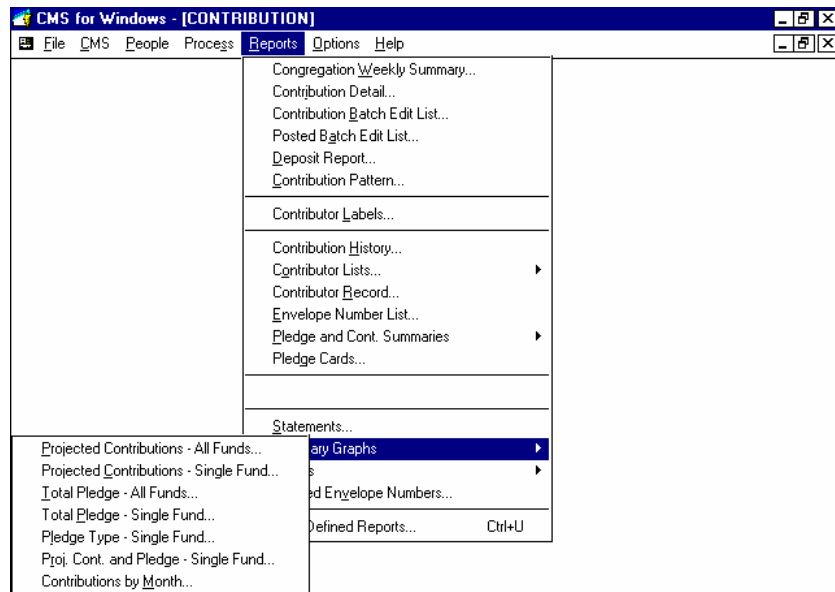 CMS for Windows - [CONTRIBUTION]
File CMS People Process Reports Options Help
Congregation Weekly Summary...
Contribution Detail...
Contribution Batch Edit List...
Posted Batch Edit List...
Deposit Report...
Contribution Pattern...
Contributor Labels...
Contribution History...
Contributor Lists...
Contributor Record...
Envelope Number List...
Pledge and Cont. Summaries
Pledge Cards...
Statements...
ary Graphs
s
ed Envelope Numbers...
Defined Reports... Ctrl+U
Projected Contributions - All Funds...
Projected Contributions - Single Fund...
Total Pledge - All Funds...
Total Pledge - Single Fund...
Pledge Type - Single Fund...
Proj. Cont. and Pledge - Single Fund...
Contributions by Month...